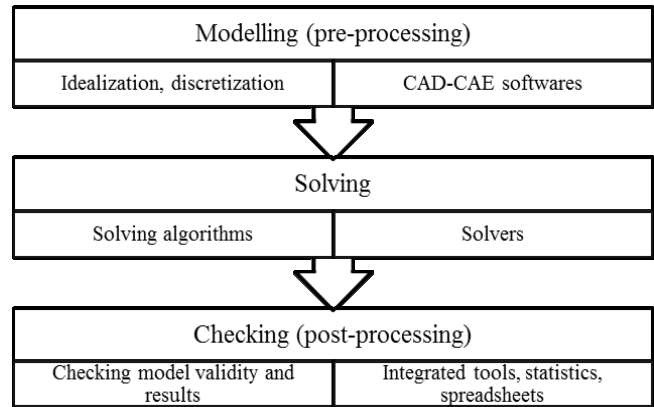 Modelling (pre-processing)
Idealization, discretization
CAD-CAE softwares
Solving
Solving algorithms
Solvers
Checking (post-processing)
Checking model validity and
results
Integrated tools, statistics,
spreadsheets